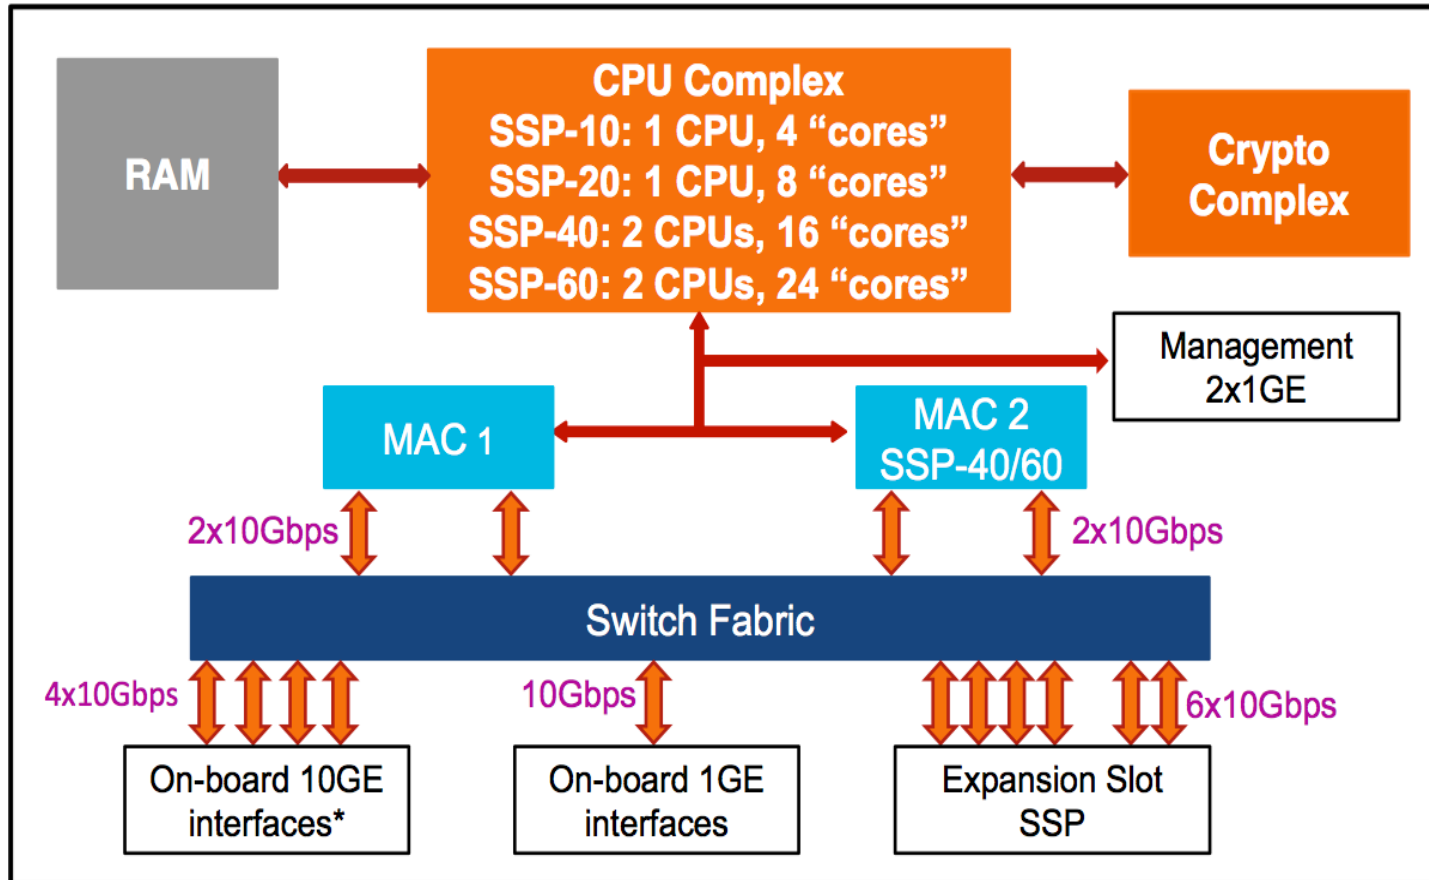 RAM
CPU Complex
SSP-10: 1 CPU, 4 “cores”
SSP-20: 1 CPU, 8 “cores”
SSP-40: 2 CPUs, 16 “cores”
SSP-60: 2 CPUs, 24 “cores”
Crypto
Complex
Management
2x1GE
MAC 1
MAC 2
SSP-40/60
2x10Gbps
2x10Gbps
Switch Fabric
4x10Gbps
10Gbps
6x10Gbps
On-board 10GE
interfaces*
On-board 1GE
interfaces
Expansion Slot
SSP